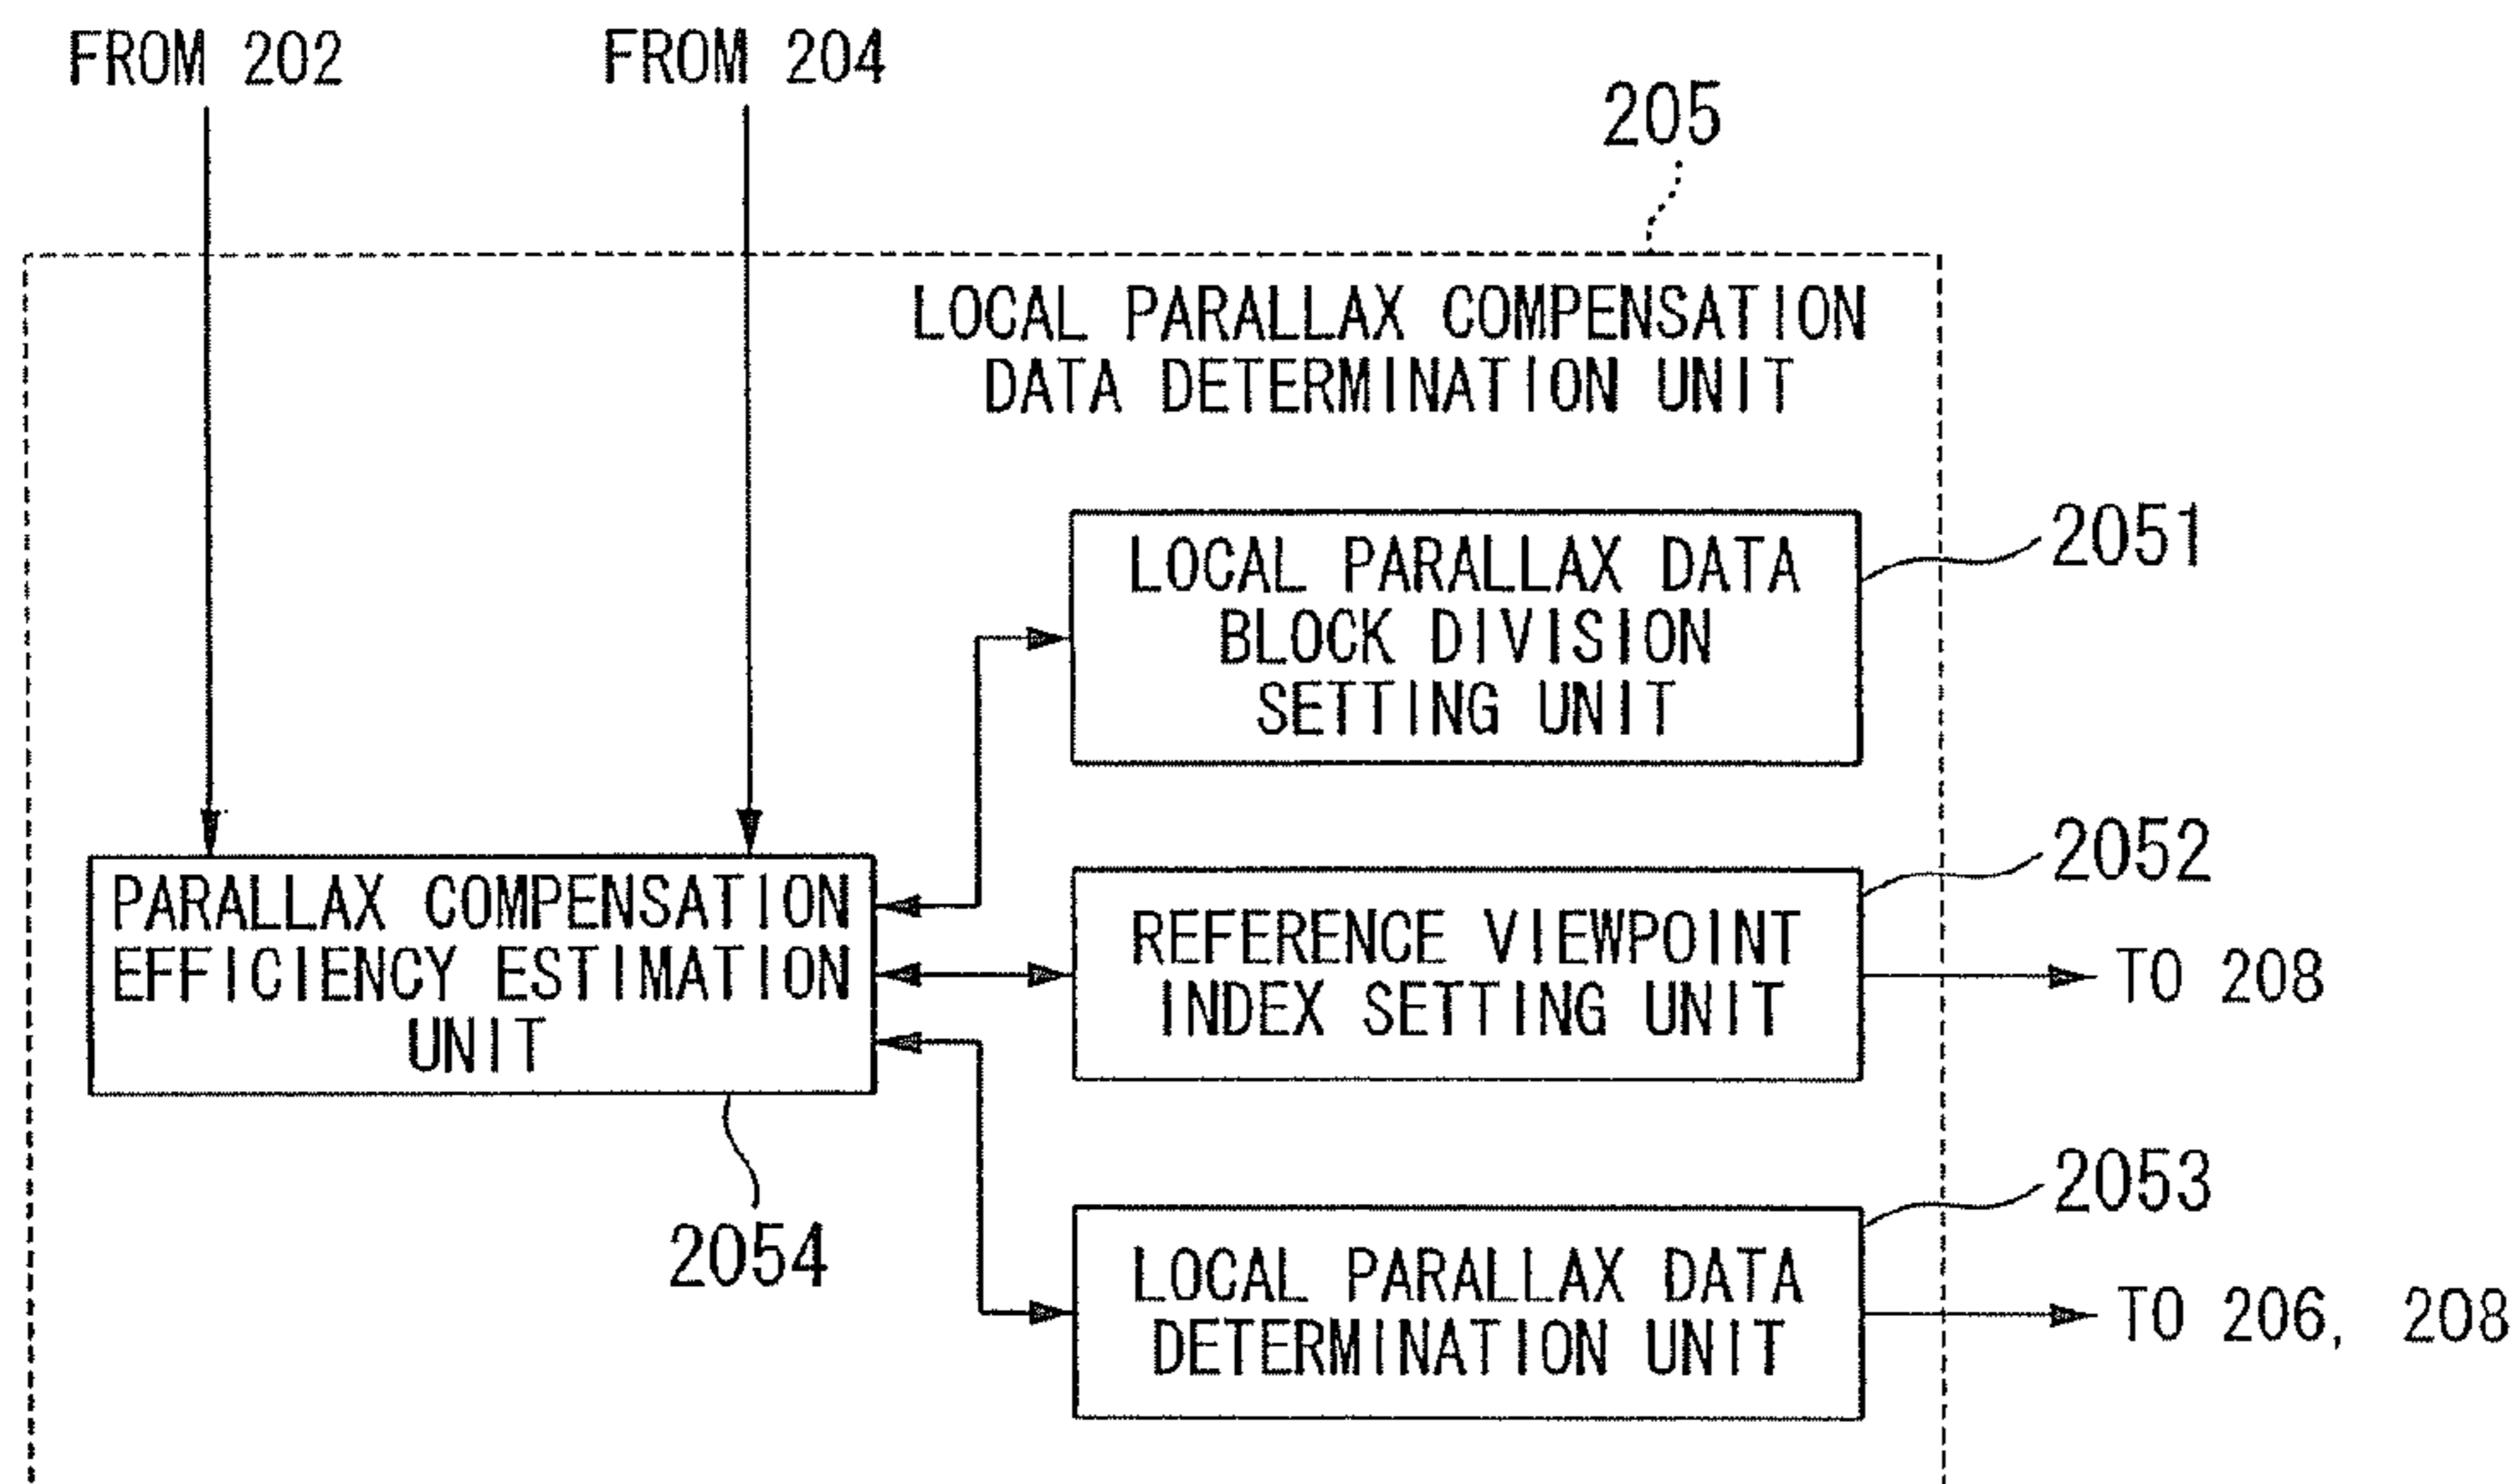 FROM 202
FROM 204
205
LOCAL PARALLAX COMPENSATION
DATA DETERMINATION UNIT
LOCAL PARALLAX DATA
BLOCK DIVISION
SETTING UNIT
2051
PARALLAX COMPENSATION
EFFICIENCY ESTIMATION
UNIT
2054
REFERENCE VIEWPOINT
INDEX SETTING UNIT
2052
TO 208
LOCAL PARALLAX DATA
DETERMINATION UNIT
2053
TO 206, 208